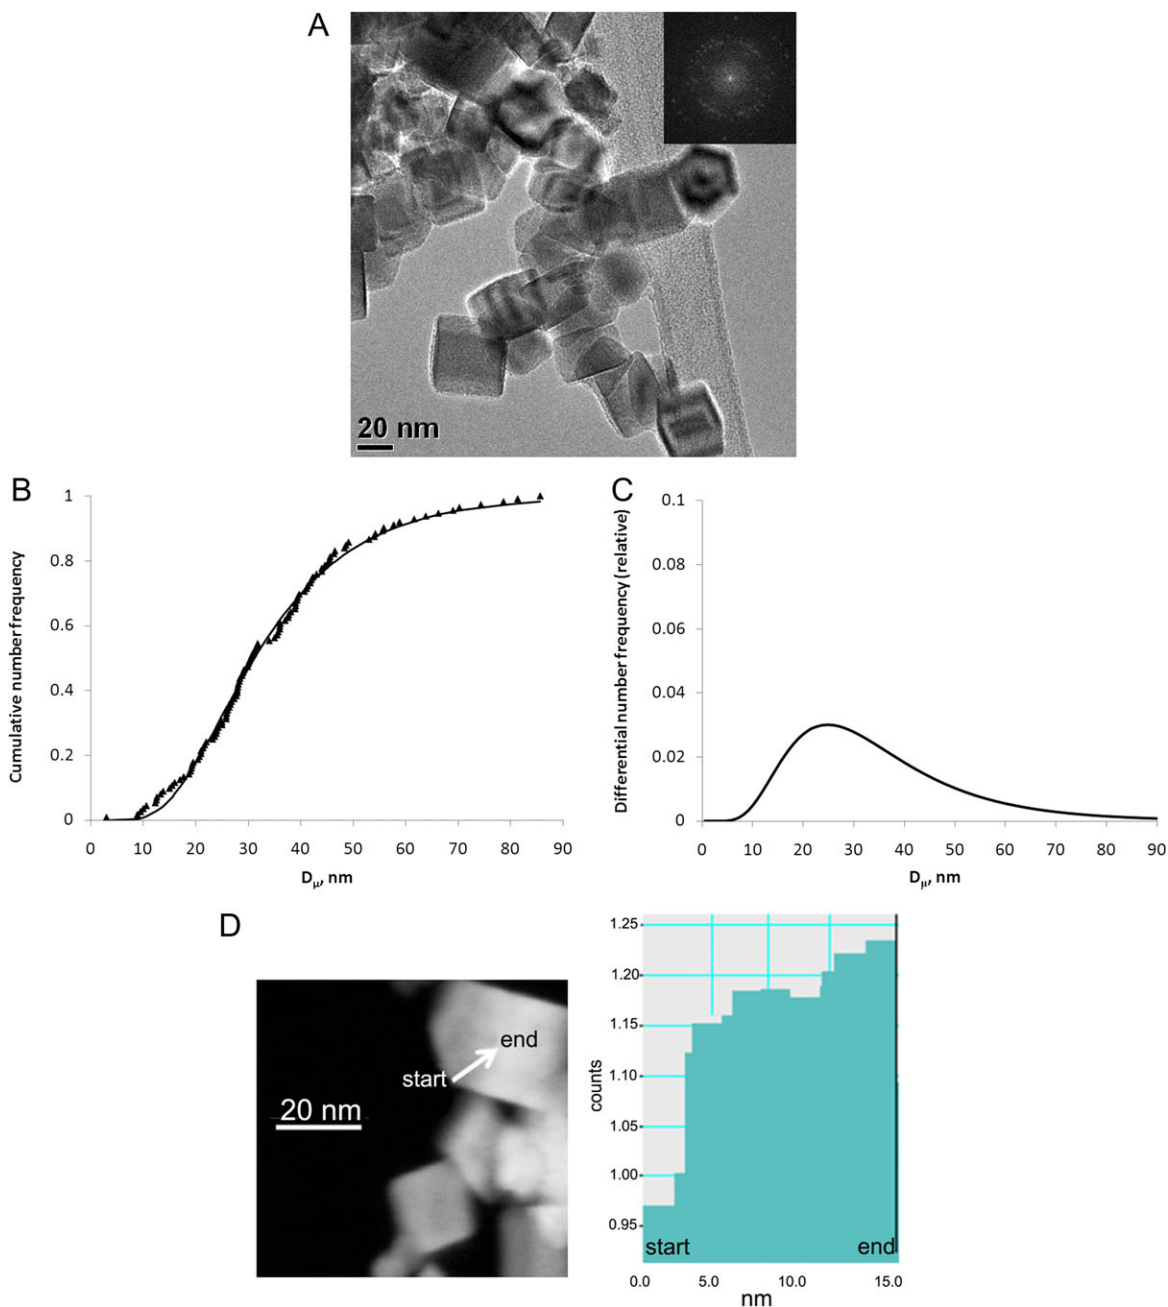 A
20 nm
B
Cumulative number frequency
1
0.8
0.6
0.4
0.2
0
0 10 20 30 40 50 60 70 80 90
Dμ, nm
C
Differential number frequency (relative)
0.1
0.08
0.06
0.04
0.02
0
0 10 20 30 40 50 60 70 80 90
Dμ, nm
D
end
start
20 nm
counts
1.25
1.20
1.15
1.10
1.05
1.00
0.95
start end
0.0 5.0 10.0 15.0
nm